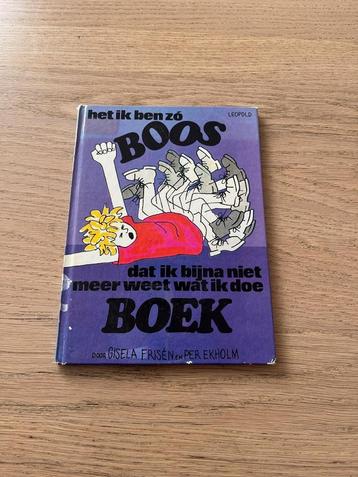 het ik ben zó
LEOPOLD
BOOS
dat ik bijna niet
meer weet wat ik doe
BOEK
DOOR GISELA FRISÉN EN PER EKHOLM